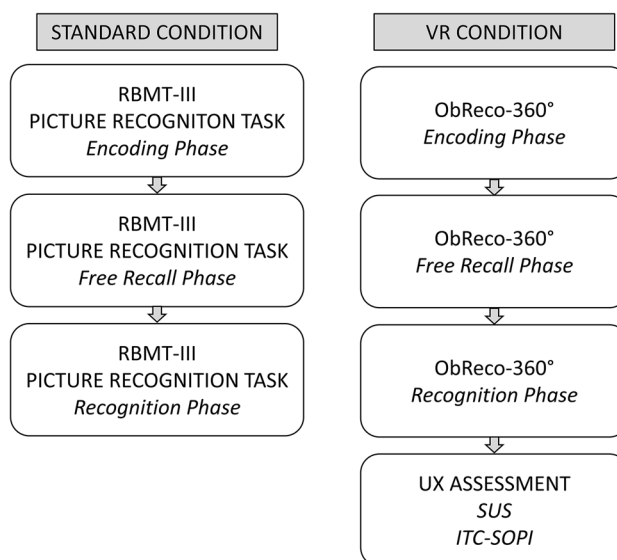 STANDARD CONDITION
RBMT-III
PICTURE RECOGNITON TASK
Encoding Phase
RBMT-III
PICTURE RECOGNITION TASK
Free Recall Phase
RBMT-III
PICTURE RECOGNITION TASK
Recognition Phase
VR CONDITION
ObReco-360°
Encoding Phase
ObReco-360°
Free Recall Phase
ObReco-360°
Recognition Phase
UX ASSESSMENT
SUS
ITC-SOPI